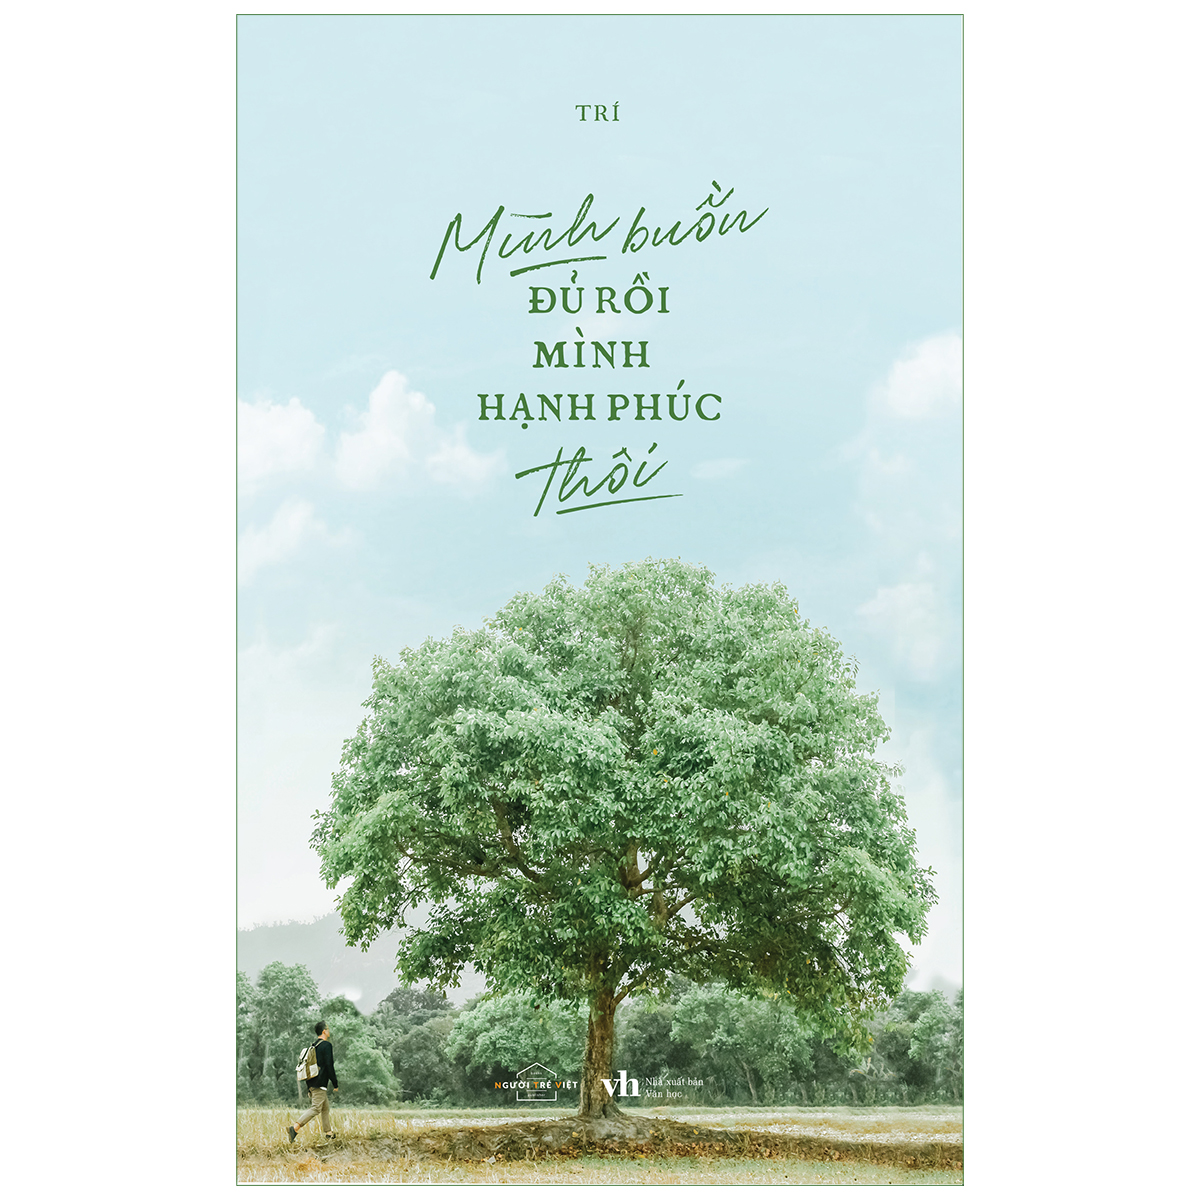 TRÍ
Mình buồn
ĐỦ RỒI
MÌNH
HẠNH PHÚC
thôi
NGƯỜI TRẺ VIỆT
vh Nhà xuất bản
Văn học